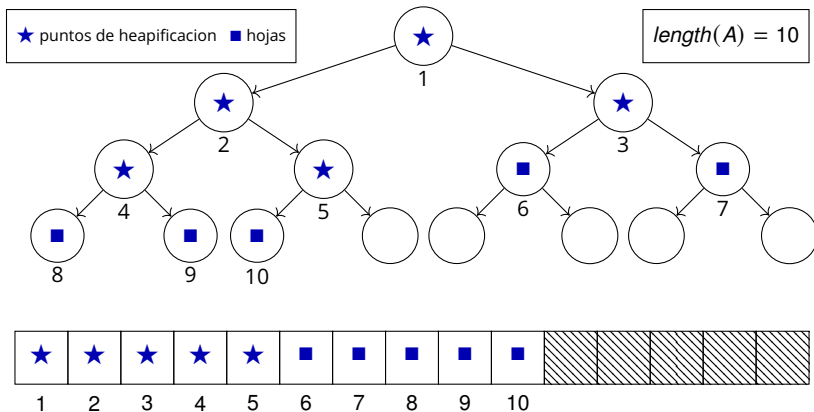 puntos de heapificacion hojas
length(A) = 10
1
2 3
4 5 6 7
8 9 10
1 2 3 4 5 6 7 8 9 10